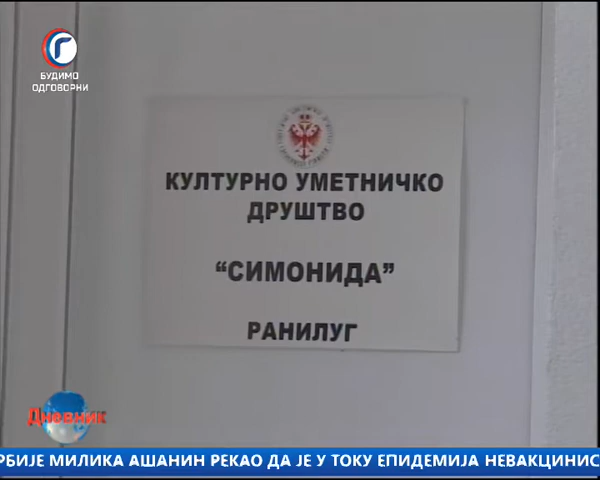 БУДИМО
ОДГОВОРНИ
КУЛТУРНО УМЕТНИЧКО
ДРУШТВО
“СИМОНИДА”
РАНИЛУГ
Дневник
РБИЈЕ МИЛИКА АШАНИН РЕКАО ДА ЈЕ У ТОКУ ЕПИДЕМИЈА НЕВАКЦИНИС